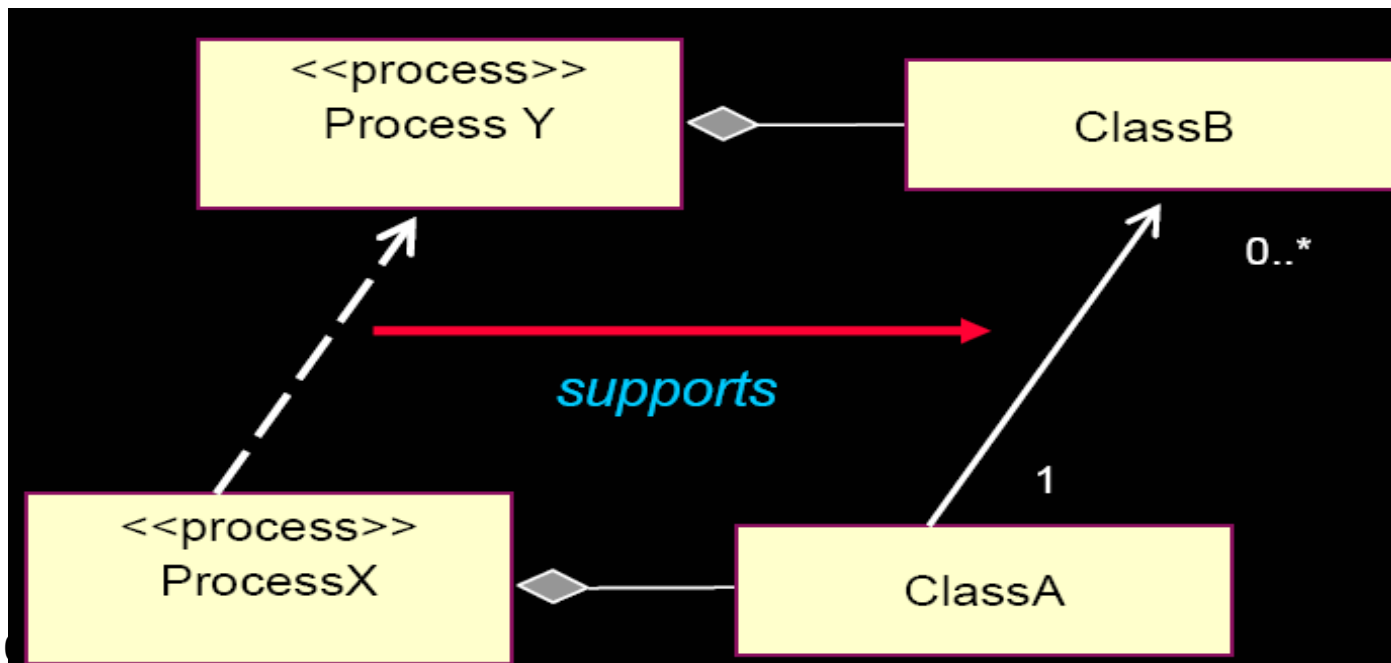 <<process>>
Process Y
ClassB
0..*
supports
1
<<process>>
ProcessX
ClassA